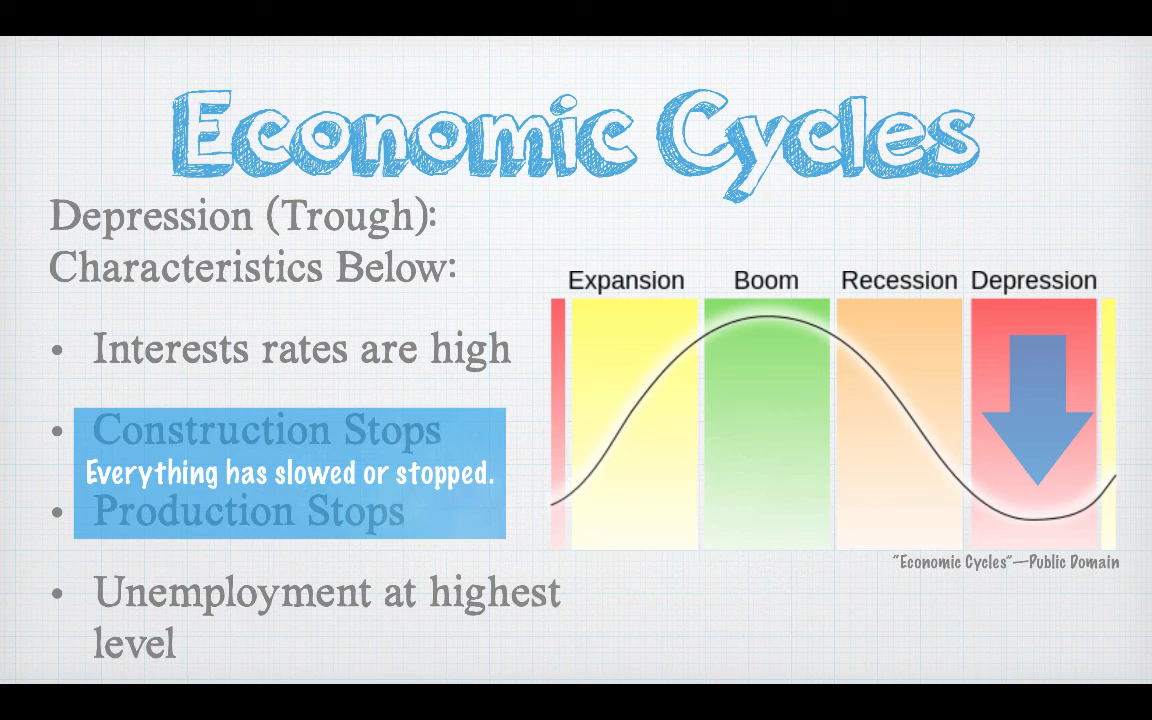 Economic Cycles
Depression (Trough):
Characteristics Below:
• Interests rates are high
• Construction Stops
Everything has slowed or stopped.
• Production Stops
• Unemployment at highest
level
Expansion Boom Recession Depression
"Economic Cycles"—Public Domain